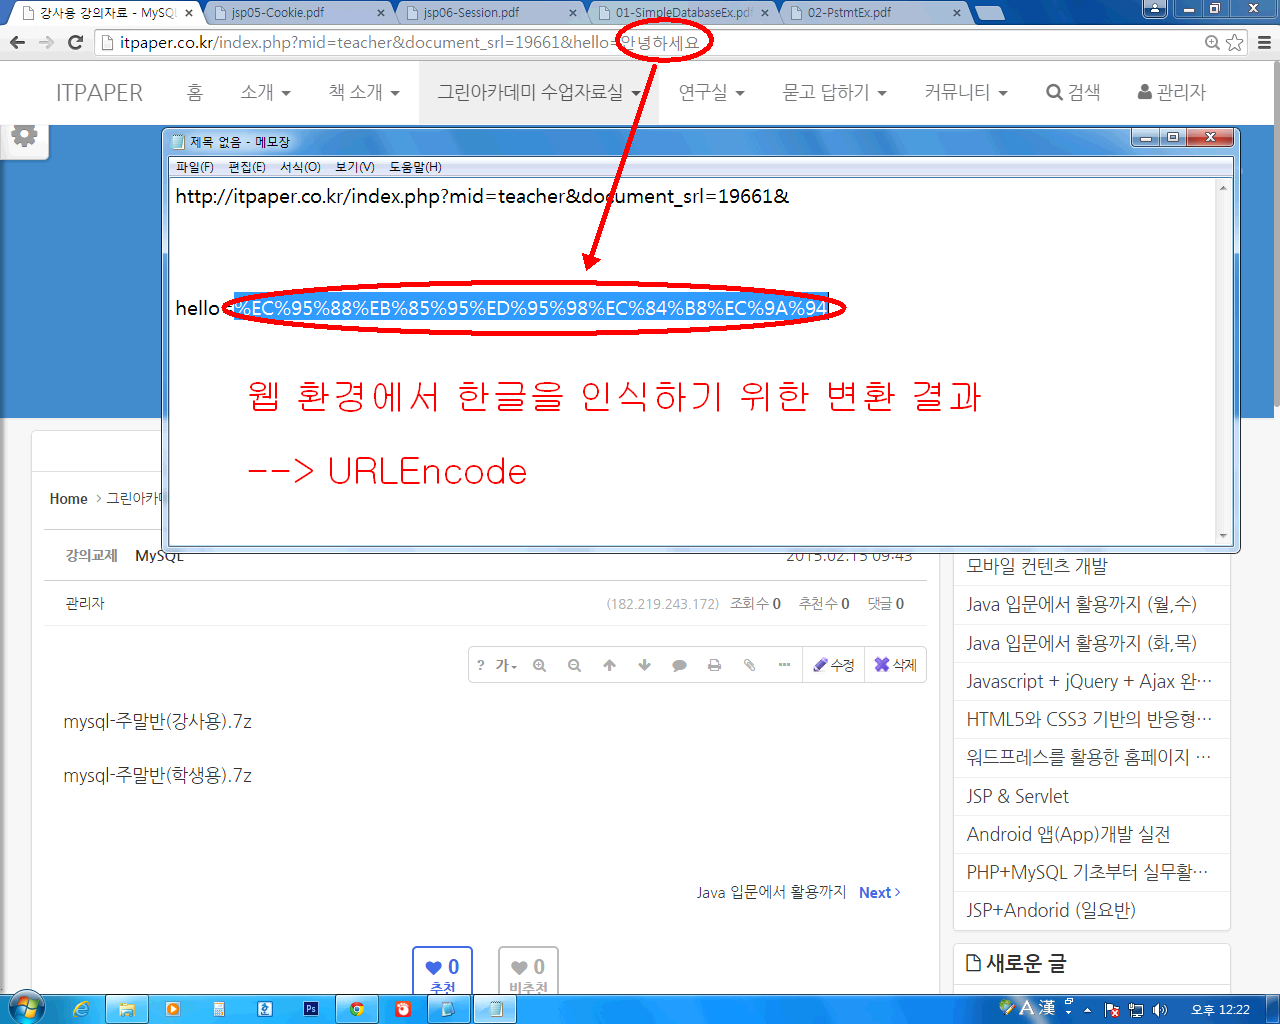 강사용 강의자료 - MySQL
jsp05-Cookie.pdf
jsp06-Session.pdf
01-SimpleDatabaseEx.pdf
02-PstmtEx.pdf
itpaper.co.kr/index.php?mid=teacher&document_srl=19661&hello=안녕하세요
ITPAPER 홈 소개 책 소개 그린아카데미 수업자료실 연구실 묻고 답하기 커뮤니티 검색 관리자
제목 없음 - 메모장
파일(F) 편집(E) 서식(O) 보기(V) 도움말(H)
http://itpaper.co.kr/index.php?mid=teacher&document_srl=19661&
hello=%EC%95%88%EB%85%95%ED%95%98%EC%84%B8%EC%9A%94
웹 환경에서 한글을 인식하기 위한 변환 결과
--> URLEncode
Home > 그린아카데
강의교제 MySQL 2015.02.15 09:43
관리자 (182.219.243.172) 조회수 0 추천수 0 댓글 0
? 가 수정 삭제
mysql-주말반(강사용).7z
mysql-주말반(학생용).7z
Java 입문에서 활용까지 Next >
0
추천
0
비추천
모바일 컨텐츠 개발
Java 입문에서 활용까지 (월,수)
Java 입문에서 활용까지 (화,목)
Javascript + jQuery + Ajax 완···
HTML5와 CSS3 기반의 반응형···
워드프레스를 활용한 홈페이지 ···
JSP & Servlet
Android 앱(App)개발 실전
PHP+MySQL 기초부터 실무활···
JSP+Andorid (일요반)
새로운 글
Ps
A 漢
오후 12:22